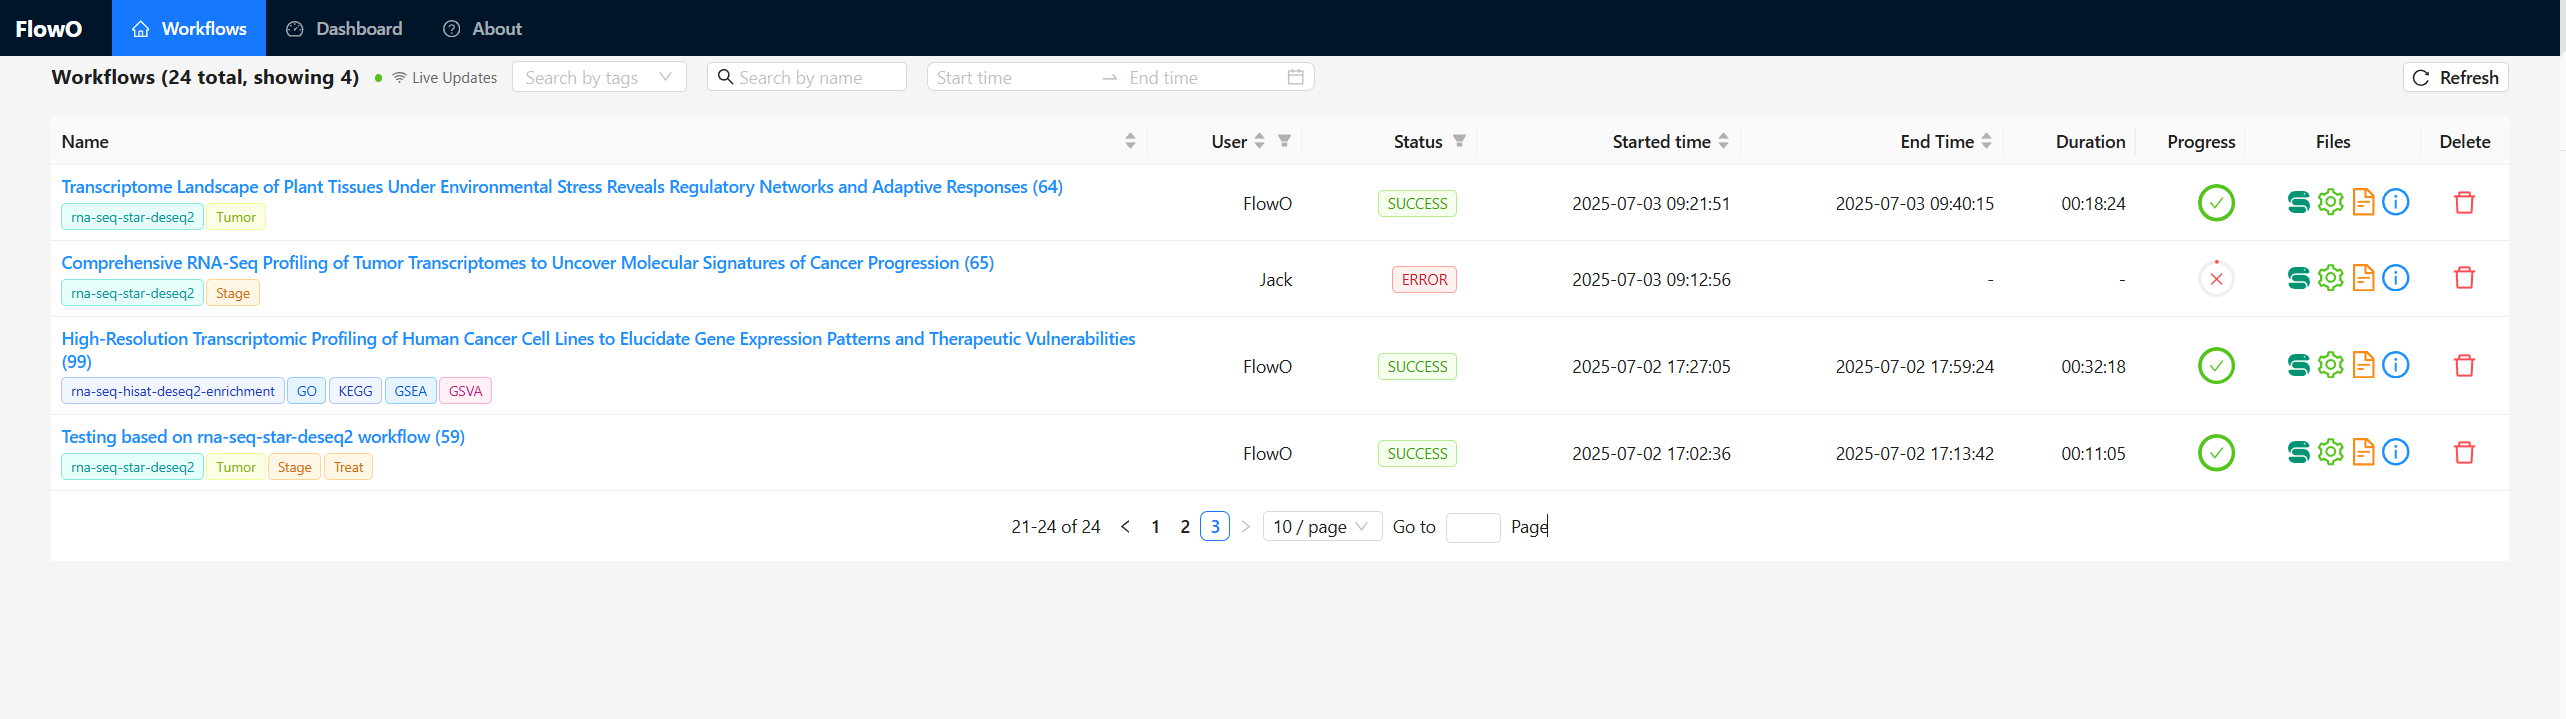 FlowO Workflows Dashboard About
Workflows (24 total, showing 4) Live Updates Search by tags Search by name Start time → End time Refresh
Name User Status Started time End Time Duration Progress Files Delete
Transcriptome Landscape of Plant Tissues Under Environmental Stress Reveals Regulatory Networks and Adaptive Responses (64)
rna-seq-star-deseq2 Tumor
FlowO SUCCESS 2025-07-03 09:21:51 2025-07-03 09:40:15 00:18:24
Comprehensive RNA-Seq Profiling of Tumor Transcriptomes to Uncover Molecular Signatures of Cancer Progression (65)
rna-seq-star-deseq2 Stage
Jack ERROR 2025-07-03 09:12:56 - -
High-Resolution Transcriptomic Profiling of Human Cancer Cell Lines to Elucidate Gene Expression Patterns and Therapeutic Vulnerabilities
(99)
rna-seq-hisat-deseq2-enrichment GO KEGG GSEA GSVA
FlowO SUCCESS 2025-07-02 17:27:05 2025-07-02 17:59:24 00:32:18
Testing based on rna-seq-star-deseq2 workflow (59)
rna-seq-star-deseq2 Tumor Stage Treat
FlowO SUCCESS 2025-07-02 17:02:36 2025-07-02 17:13:42 00:11:05
21-24 of 24 < 1 2 3 > 10 / page Go to Page